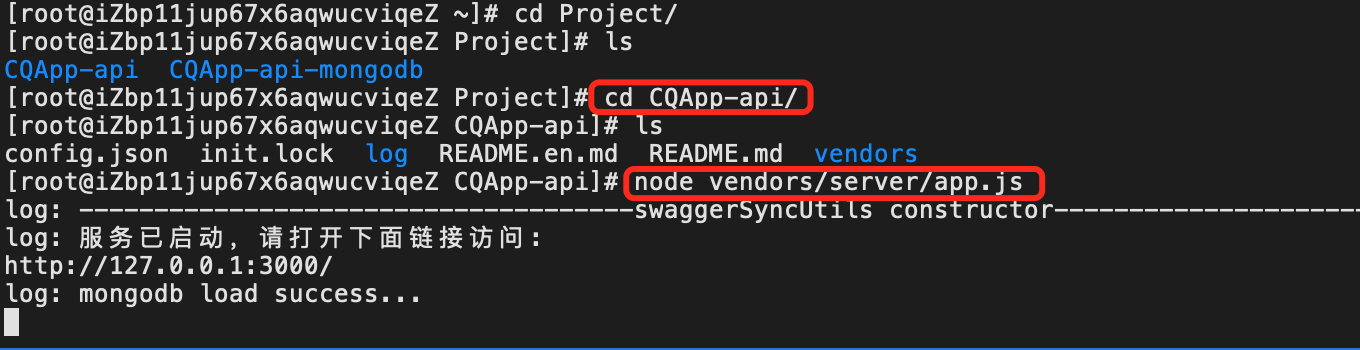 [root@iZbp11jup67x6aqwucviqeZ ~]# cd Project/
[root@iZbp11jup67x6aqwucviqeZ Project]# ls
CQApp-api  CQApp-api-mongodb
[root@iZbp11jup67x6aqwucviqeZ Project]# cd CQApp-api/
[root@iZbp11jup67x6aqwucviqeZ CQApp-api]# ls
config.json  init.lock  log  README.en.md  README.md  vendors
[root@iZbp11jup67x6aqwucviqeZ CQApp-api]# node vendors/server/app.js
log: -------------------------------------swaggerSyncUtils constructor---------------------
log: 服务已启动，请打开下面链接访问：
http://127.0.0.1:3000/
log: mongodb load success...